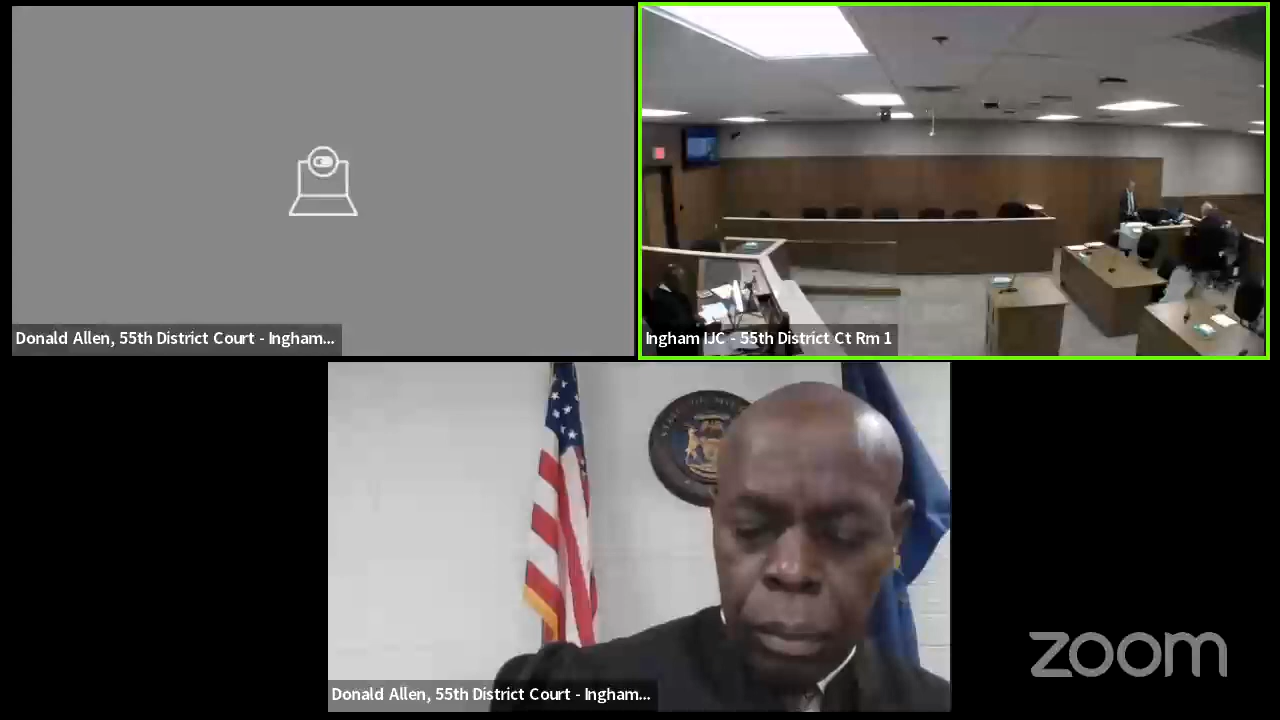 Donald Allen, 55th District Court - Ingham...
Ingham IJC - 55th District Ct Rm 1
Donald Allen, 55th District Court - Ingham...
zoom